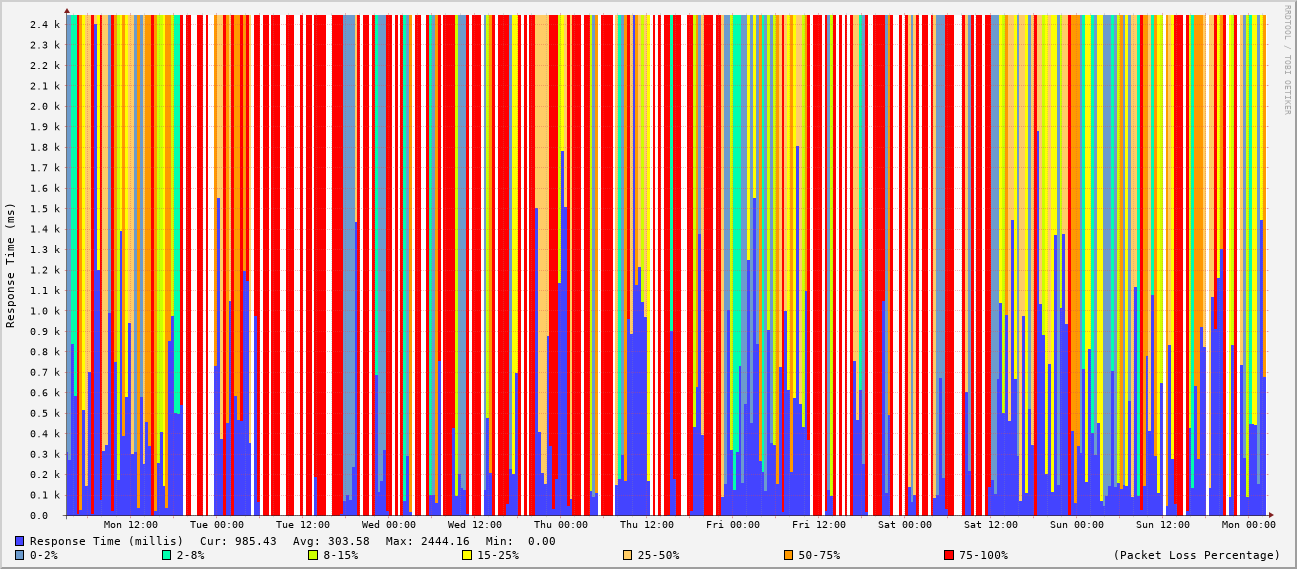 RRDTOOL / TOBI OETIKER
Response Time (ms)
2.4 k
2.3 k
2.2 k
2.1 k
2.0 k
1.9 k
1.8 k
1.7 k
1.6 k
1.5 k
1.4 k
1.3 k
1.2 k
1.1 k
1.0 k
0.9 k
0.8 k
0.7 k
0.6 k
0.5 k
0.4 k
0.3 k
0.2 k
0.1 k
0.0
Mon 12:00 Tue 00:00 Tue 12:00 Wed 00:00 Wed 12:00 Thu 00:00 Thu 12:00 Fri 00:00 Fri 12:00 Sat 00:00 Sat 12:00 Sun 00:00 Sun 12:00 Mon 00:00
Response Time (millis) Cur: 985.43 Avg: 303.58 Max: 2444.16 Min: 0.00
0-2% 2-8% 8-15% 15-25% 25-50% 50-75% 75-100% (Packet Loss Percentage)